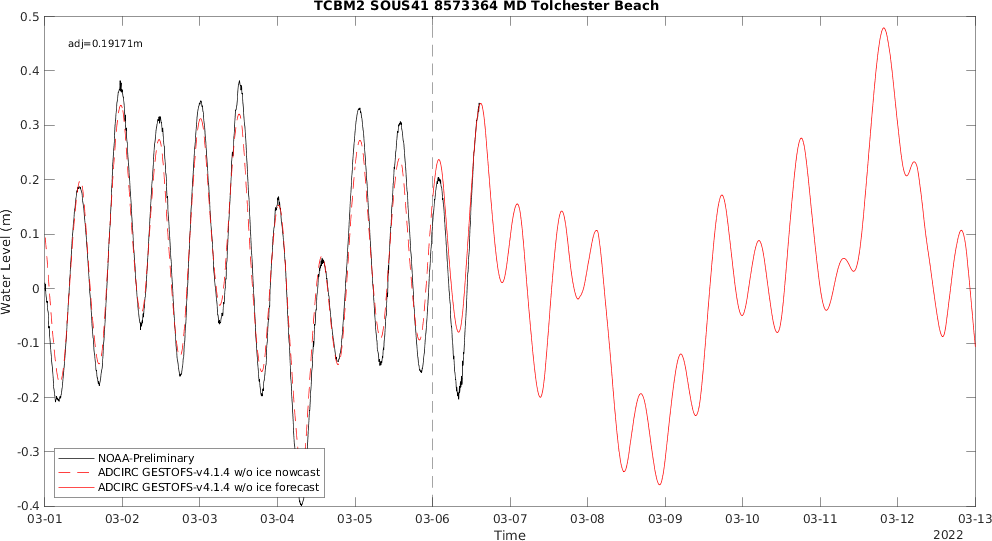 TCBM2 SOUS41 8573364 MD Tolchester Beach
adj=0.19171m
0.5
0.4
0.3
0.2
0.1
0
-0.1
-0.2
-0.3
-0.4
Water Level (m)
NOAA-Preliminary
ADCIRC GESTOFS-v4.1.4 w/o ice nowcast
ADCIRC GESTOFS-v4.1.4 w/o ice forecast
03-01 03-02 03-03 03-04 03-05 03-06 03-07 03-08 03-09 03-10 03-11 03-12 03-13
Time
2022